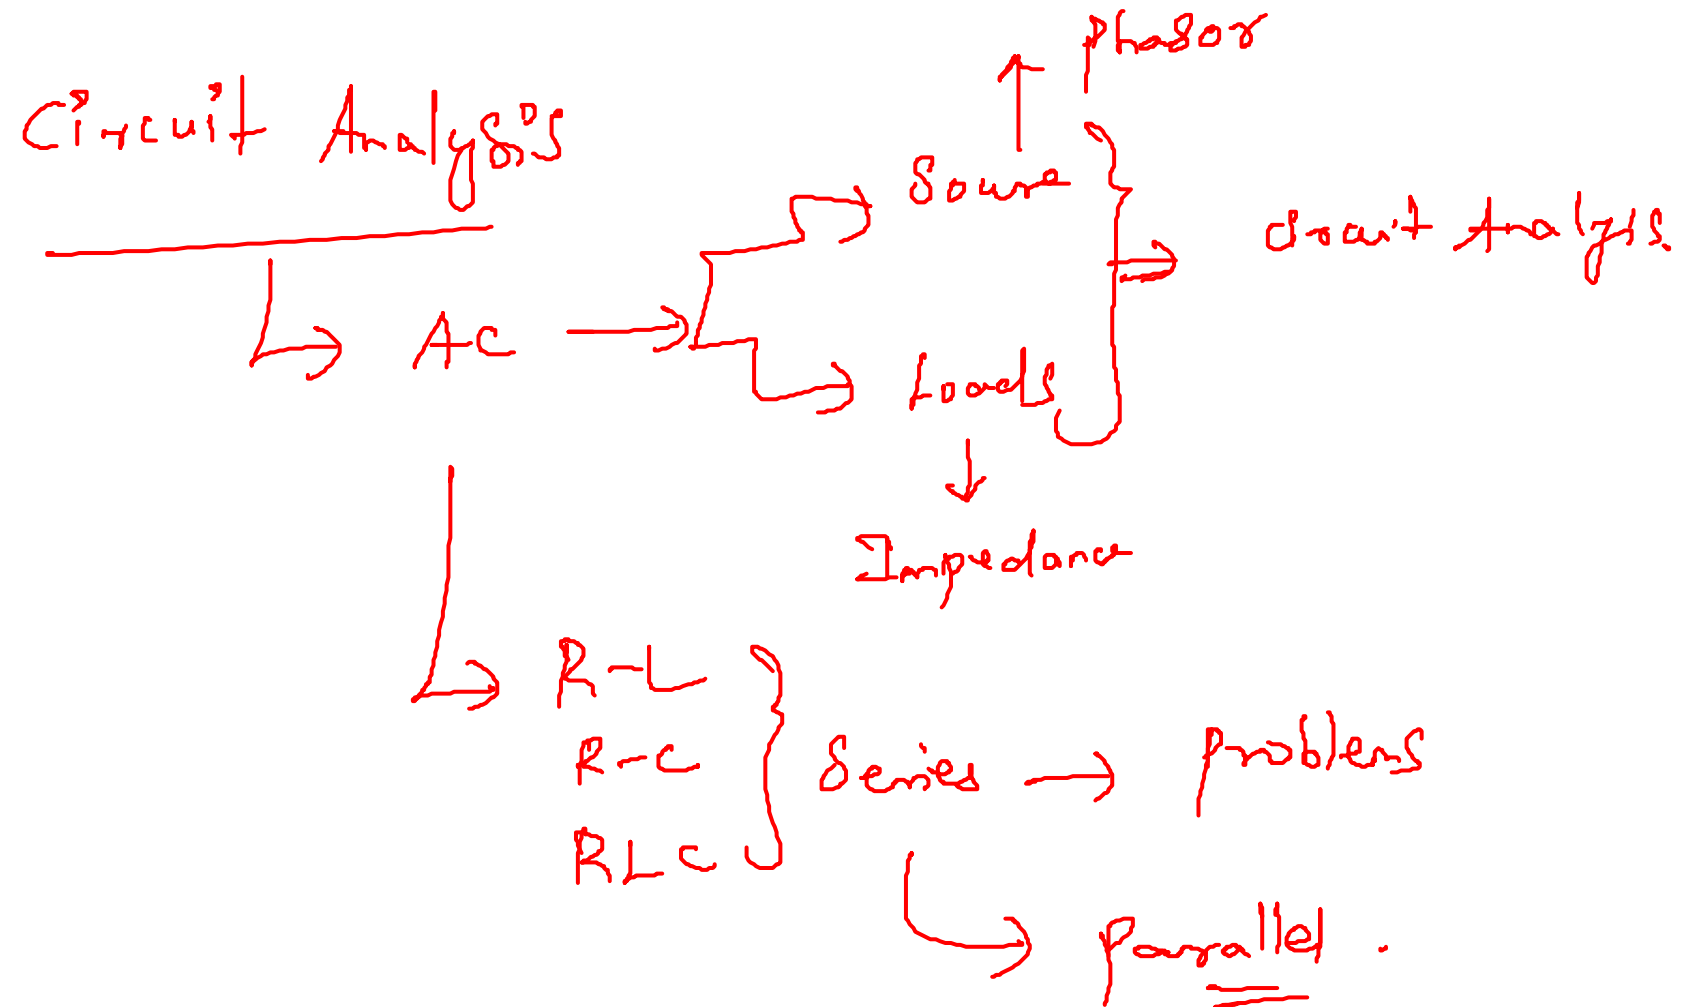 Phasor
Circuit Analysis
Source
Circuit Analysis
AC
Loads
Impedance
R-L
R-C
Series
Problems
RLC
Parallel.